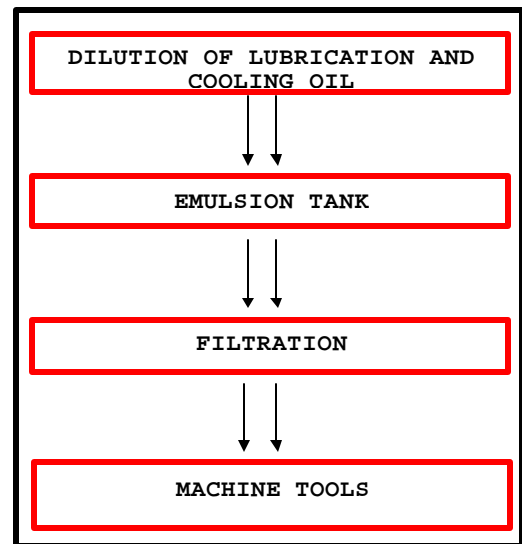 DILUTION OF LUBRICATION AND
COOLING OIL
EMULSION TANK
FILTRATION
MACHINE TOOLS